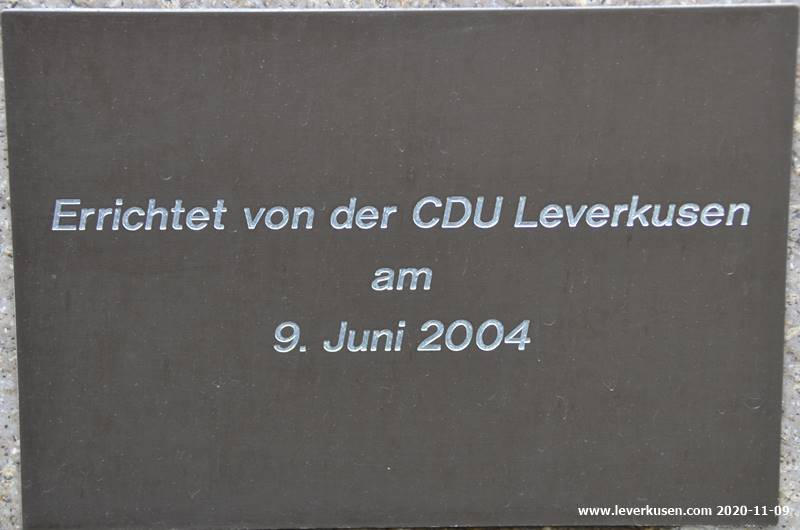 Errichtet von der CDU Leverkusen
am
9. Juni 2004
www.leverkusen.com 2020-11-09